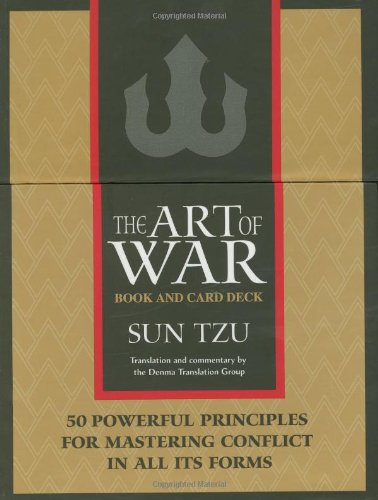 Copyrighted Material
THE ART OF
WAR
BOOK AND CARD DECK
SUN TZU
Translation and commentary by
the Denma Translation Group
50 POWERFUL PRINCIPLES
FOR MASTERING CONFLICT
IN ALL ITS FORMS
Copyrighted Material